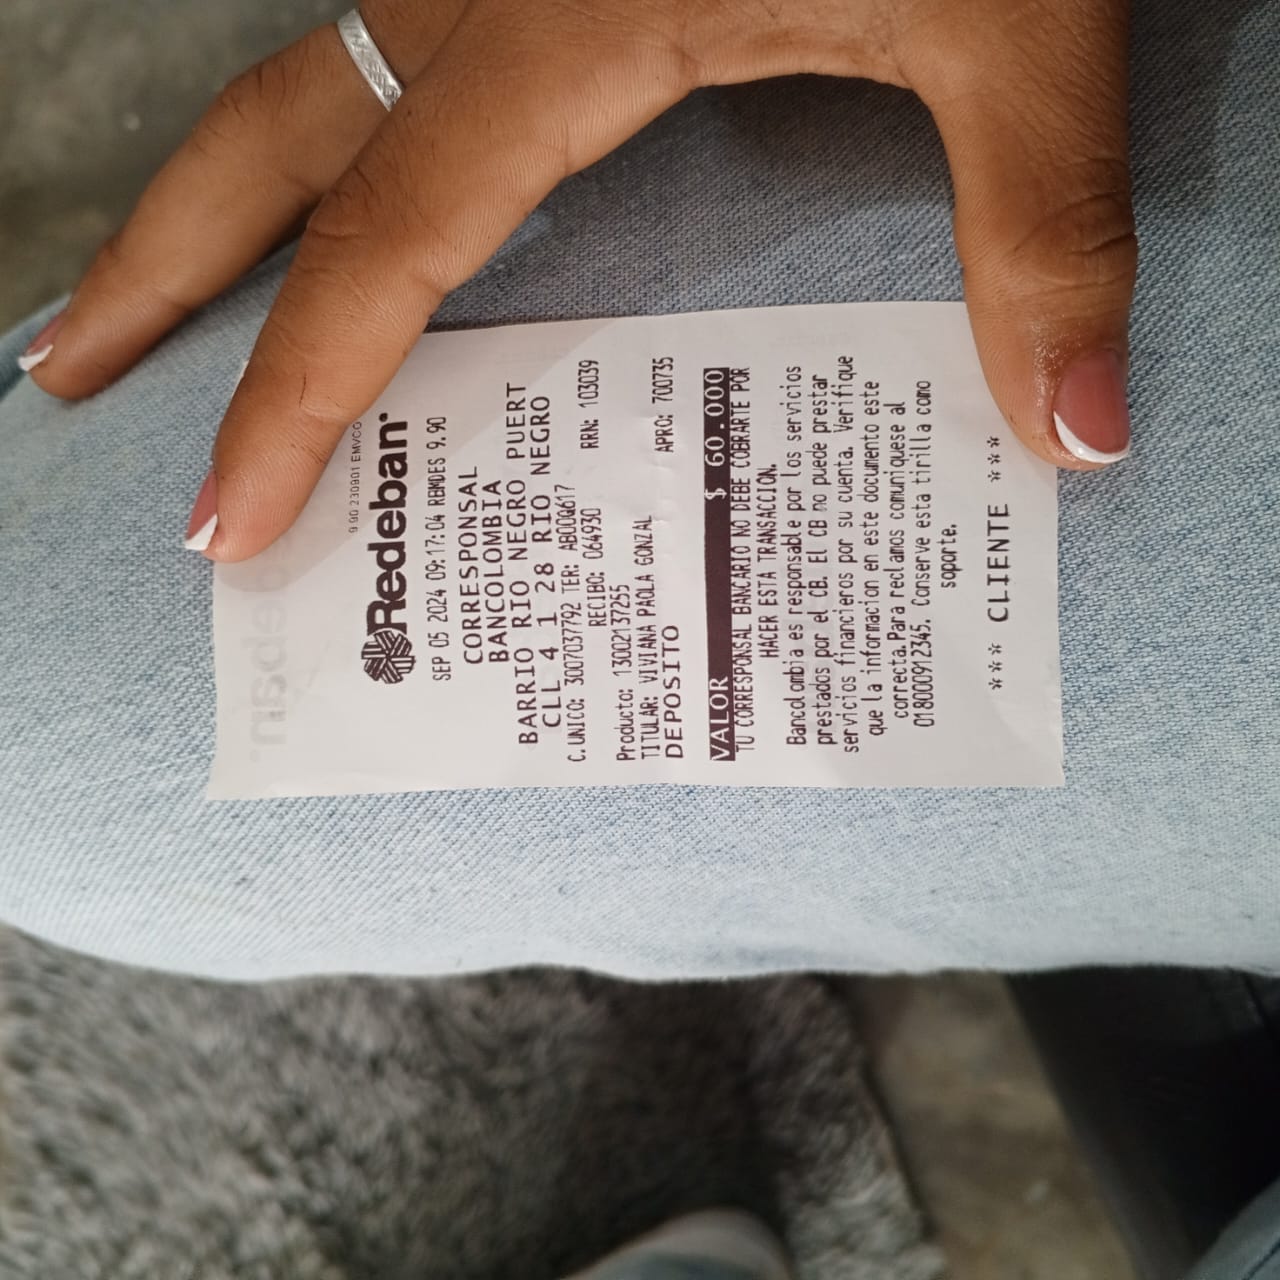 9.90 230901 EMVCO
Redeban
SEP 05 2024 09:17:04 REMDES 9.90
CORRESPONSAL
BANCOLOMBIA
BARRIO RIO NEGRO PUERT
CLL 4 1 28 RIO NEGRO
C. UNICO: 3007037792 TER: AB00Q617
RECIBO: 064930 RRN: 103039
Producto: 13002137255
TITULAR: VIVIANA PAOLA GONZAL
DEPOSITO APRO: 700735
VALOR $ 60.000
TU CORRESPONSAL BANCARIO NO DEBE COBRARTE POR
HACER ESTA TRANSACCION.
Bancolombia es responsable por los servicios
prestados por el CB. El CB no puede prestar
servicios financieros por su cuenta. Verifique
que la informacion en este documento este
correcta.Para reclamos comuniquese al
018000912345. Conserve esta tirilla como
soporte.
*** CLIENTE ***